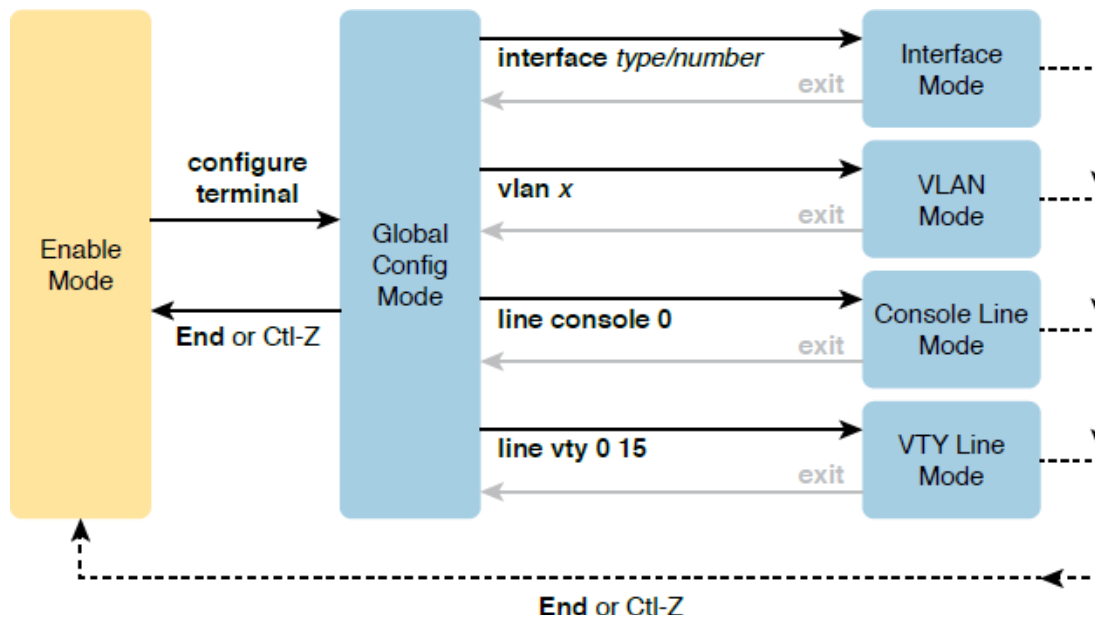 Enable
Mode
configure
terminal
End or Ctl-Z
Global
Config
Mode
interface type/number
exit
Interface
Mode
vlan x
exit
VLAN
Mode
line console 0
exit
Console Line
Mode
line vty 0 15
exit
VTY Line
Mode
End or Ctl-Z